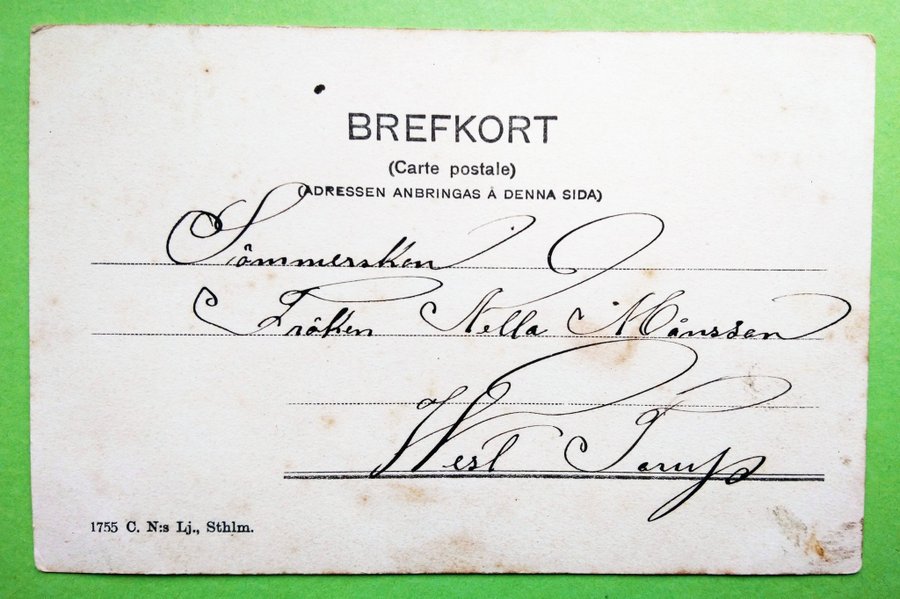 BREFKORT
(Carte postale)
(ADRESSEN ANBRINGAS Å DENNA SIDA)
Sömmerskan
Fröken Nella Månsson
West Torup
1755 C. N:s Lj., Sthlm.